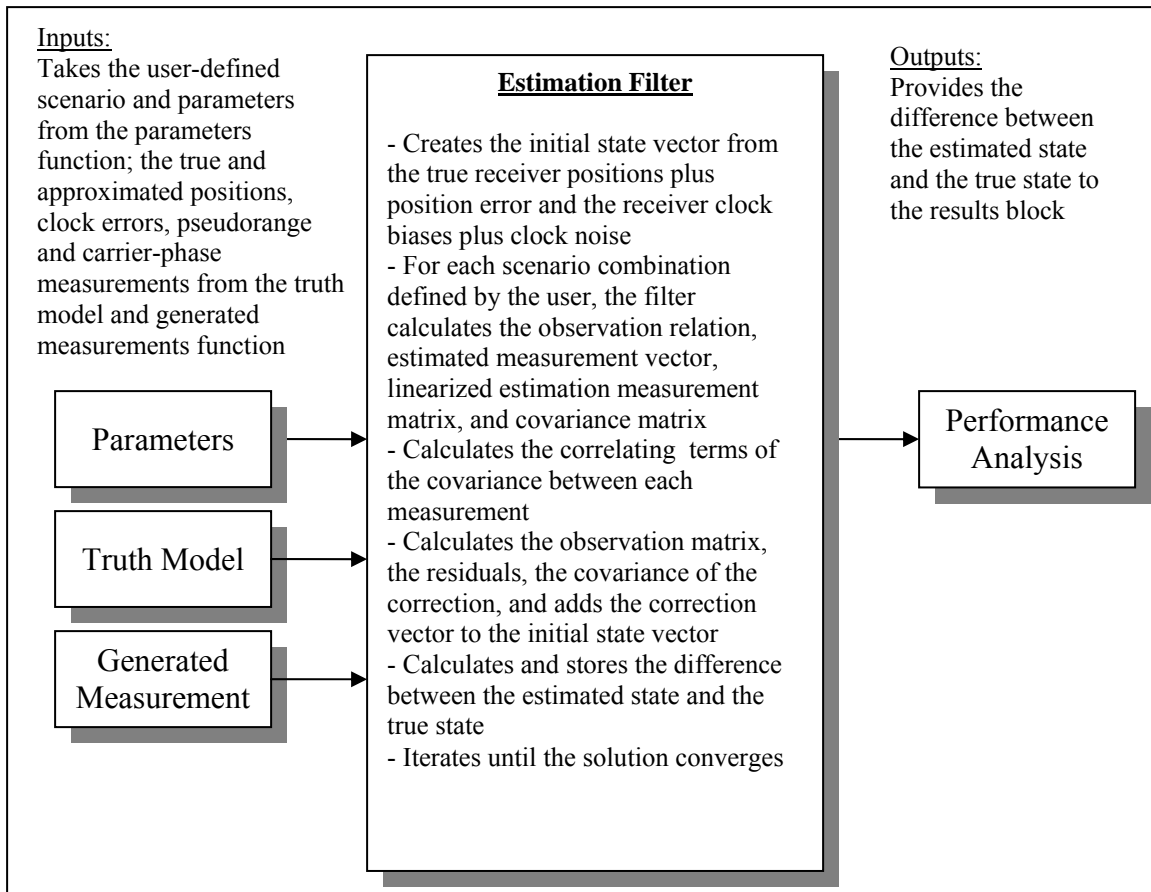 Inputs:
Takes the user-defined
scenario and parameters
from the parameters
function; the true and
approximated positions,
clock errors, pseudorange
and carrier-phase
measurements from the truth
model and generated
measurements function
Parameters
Truth Model
Generated
Measurement
Estimation Filter
- Creates the initial state vector from
the true receiver positions plus
position error and the receiver clock
biases plus clock noise
- For each scenario combination
defined by the user, the filter
calculates the observation relation,
estimated measurement vector,
linearized estimation measurement
matrix, and covariance matrix
- Calculates the correlating  terms of
the covariance between each
measurement
- Calculates the observation matrix,
the residuals, the covariance of the
correction, and adds the correction
vector to the initial state vector
- Calculates and stores the difference
between the estimated state and the
true state
- Iterates until the solution converges
Outputs:
Provides the
difference between
the estimated state
and the true state to
the results block
Performance
Analysis